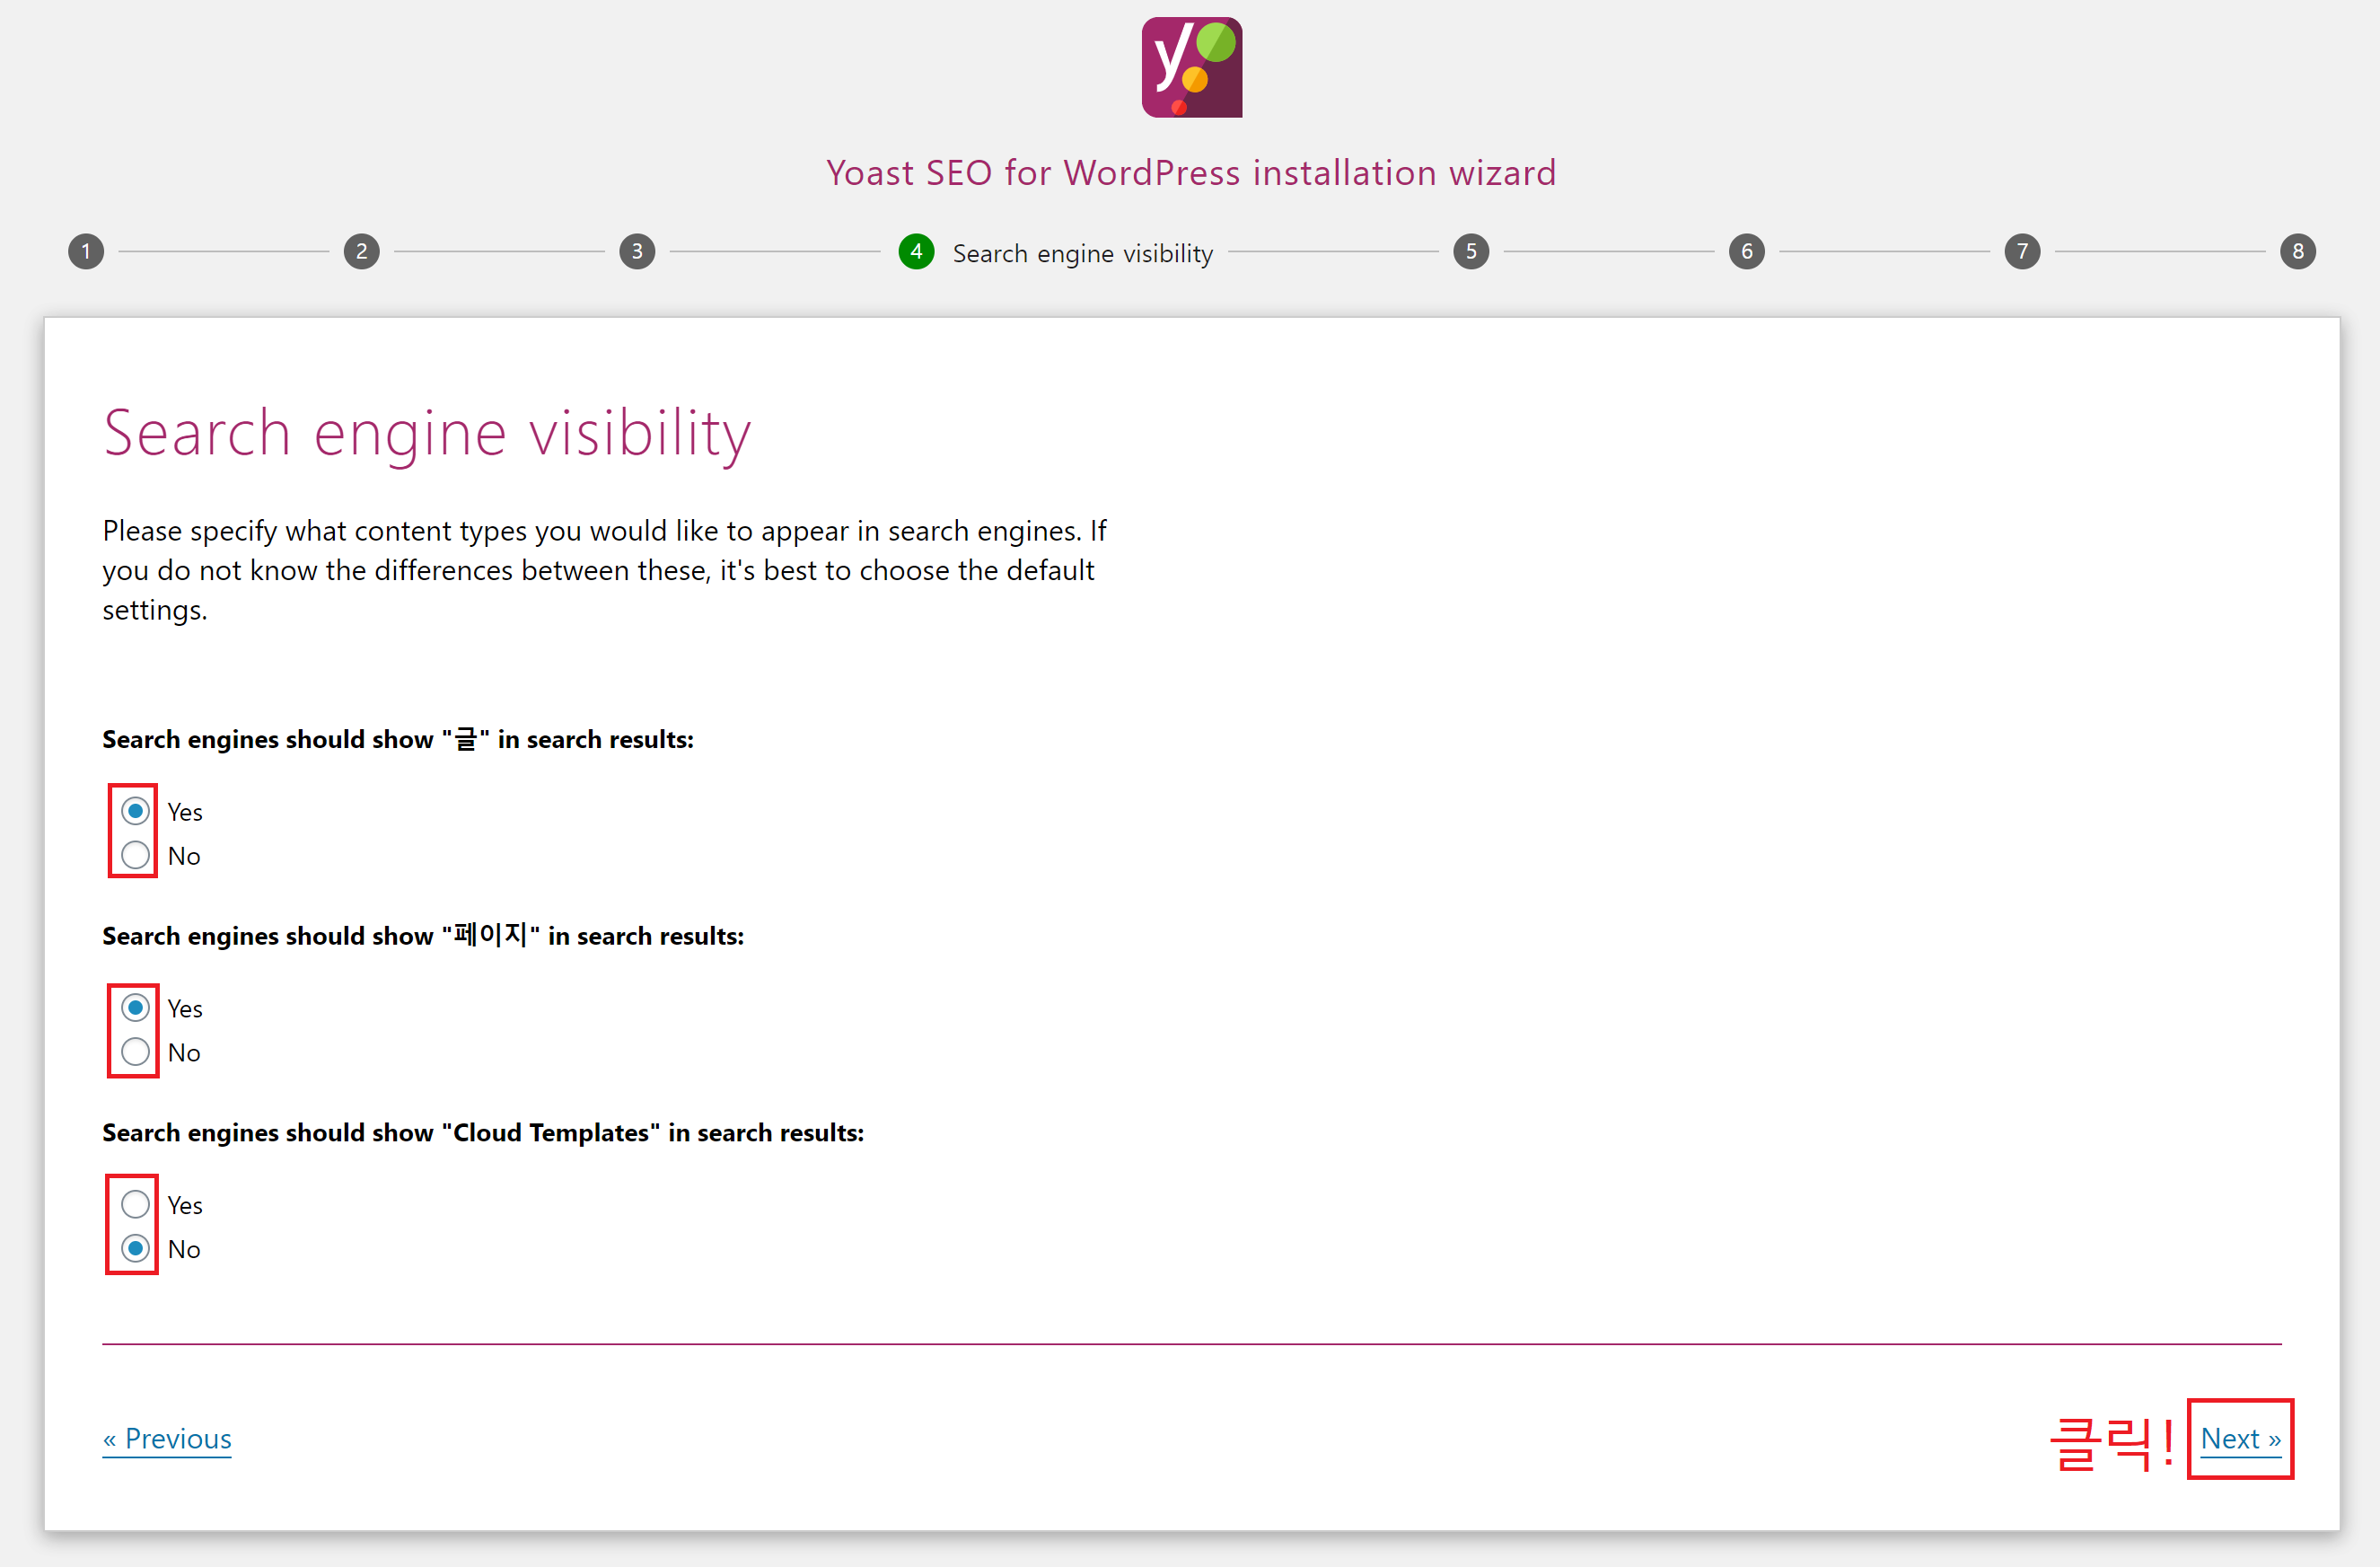 y
Yoast SEO for WordPress installation wizard
1
2
3
4 Search engine visibility
5
6
7
8
Search engine visibility
Please specify what content types you would like to appear in search engines. If
you do not know the differences between these, it's best to choose the default
settings.
Search engines should show "글" in search results:
Yes
No
Search engines should show "페이지" in search results:
Yes
No
Search engines should show "Cloud Templates" in search results:
Yes
No
« Previous
클릭!
Next »